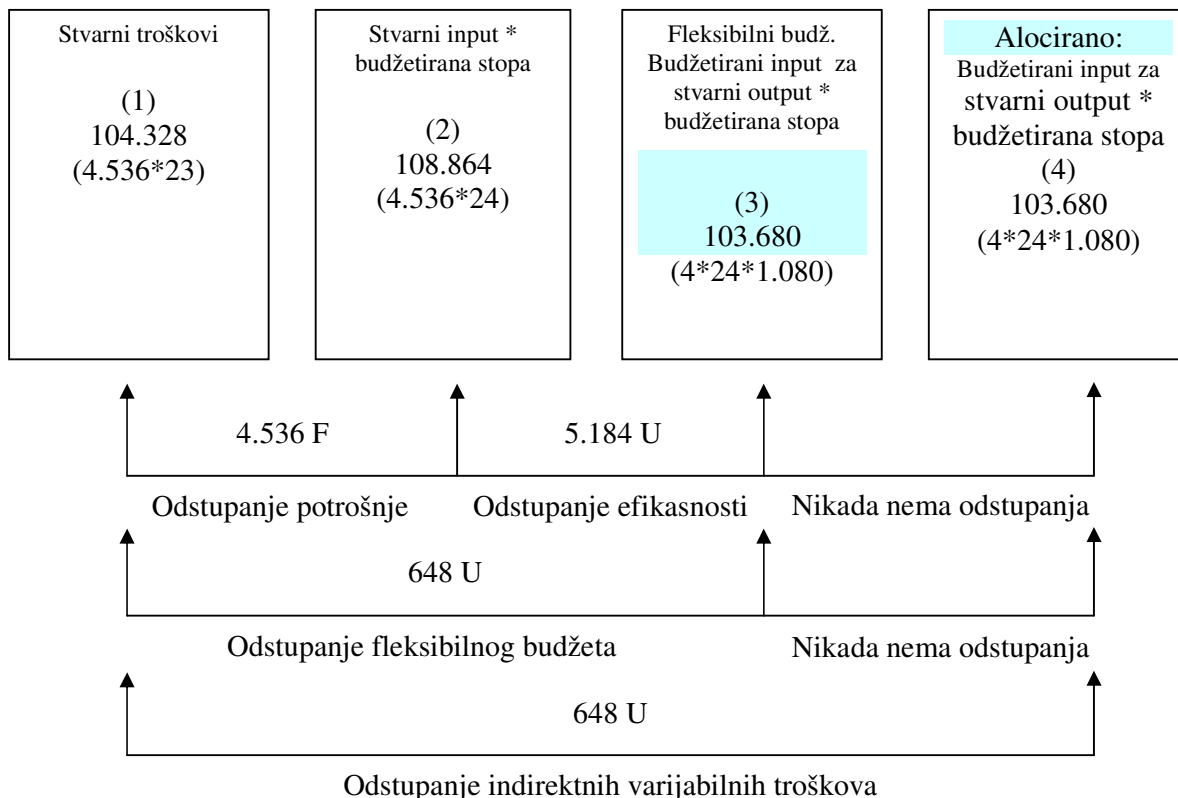 Stvarni troškovi
(1)
104.328
(4.536*23)
Stvarni input *
budžetirana stopa
(2)
108.864
(4.536*24)
Fleksibilni budž.
Budžetirani input za
stvarni output *
budžetirana stopa
(3)
103.680
(4*24*1.080)
Alocirano:
Budžetirani input za
stvarni output *
budžetirana stopa
(4)
103.680
(4*24*1.080)
4.536 F
5.184 U
Odstupanje potrošnje
Odstupanje efikasnosti
Nikada nema odstupanja
648 U
Odstupanje fleksibilnog budžeta
Nikada nema odstupanja
648 U
Odstupanje indirektnih varijabilnih troškova